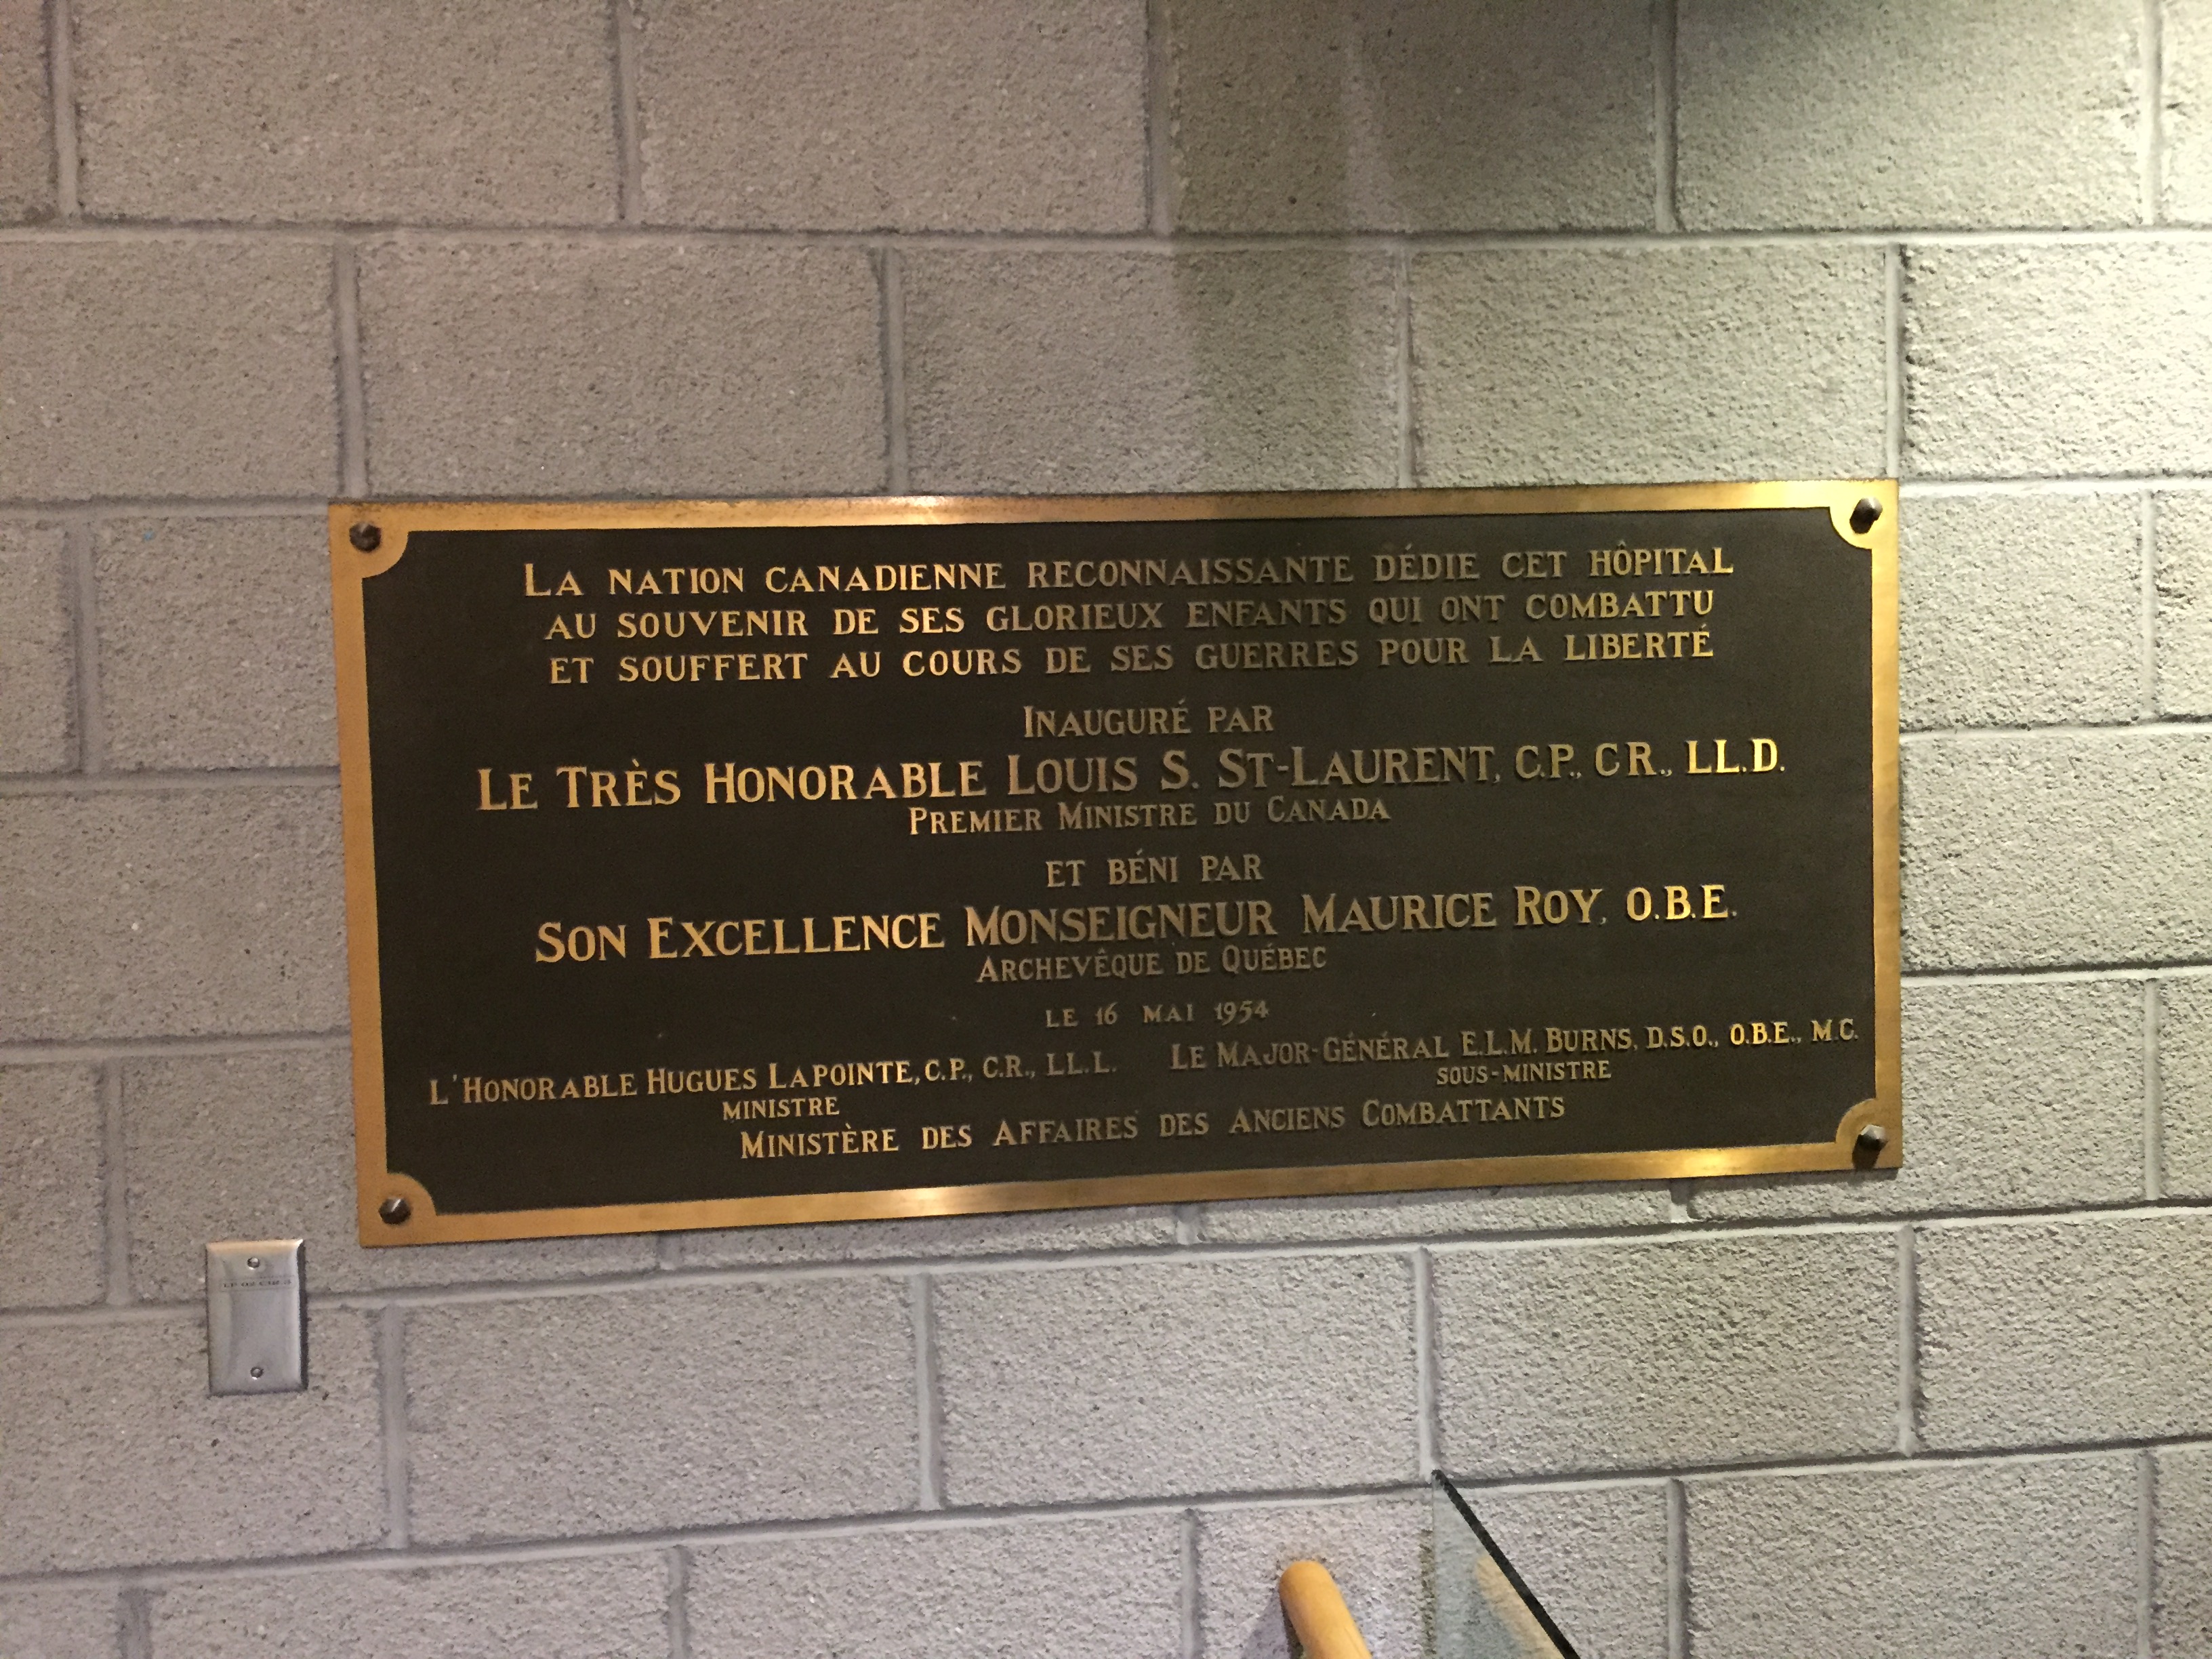 LA NATION CANADIENNE RECONNAISSANTE DÉDIE CET HÔPITAL
AU SOUVENIR DE SES GLORIEUX ENFANTS QUI ONT COMBATTU
ET SOUFFERT AU COURS DE SES GUERRES POUR LA LIBERTÉ
INAUGURÉ PAR
LE TRÈS HONORABLE LOUIS S. ST-LAURENT, C.P., C R., LL.D.
PREMIER MINISTRE DU CANADA
ET BÉNI PAR
SON EXCELLENCE MONSEIGNEUR MAURICE ROY, O.B.E.
ARCHEVÊQUE DE QUÉBEC
LE 16 MAI 1954
L'HONORABLE HUGUES LAPOINTE, C.P., C.R., LL.L. LE MAJOR-GÉNÉRAL E.L.M. BURNS, D.S.O., O.B.E., M.C.
MINISTRE SOUS-MINISTRE
MINISTÈRE DES AFFAIRES DES ANCIENS COMBATTANTS